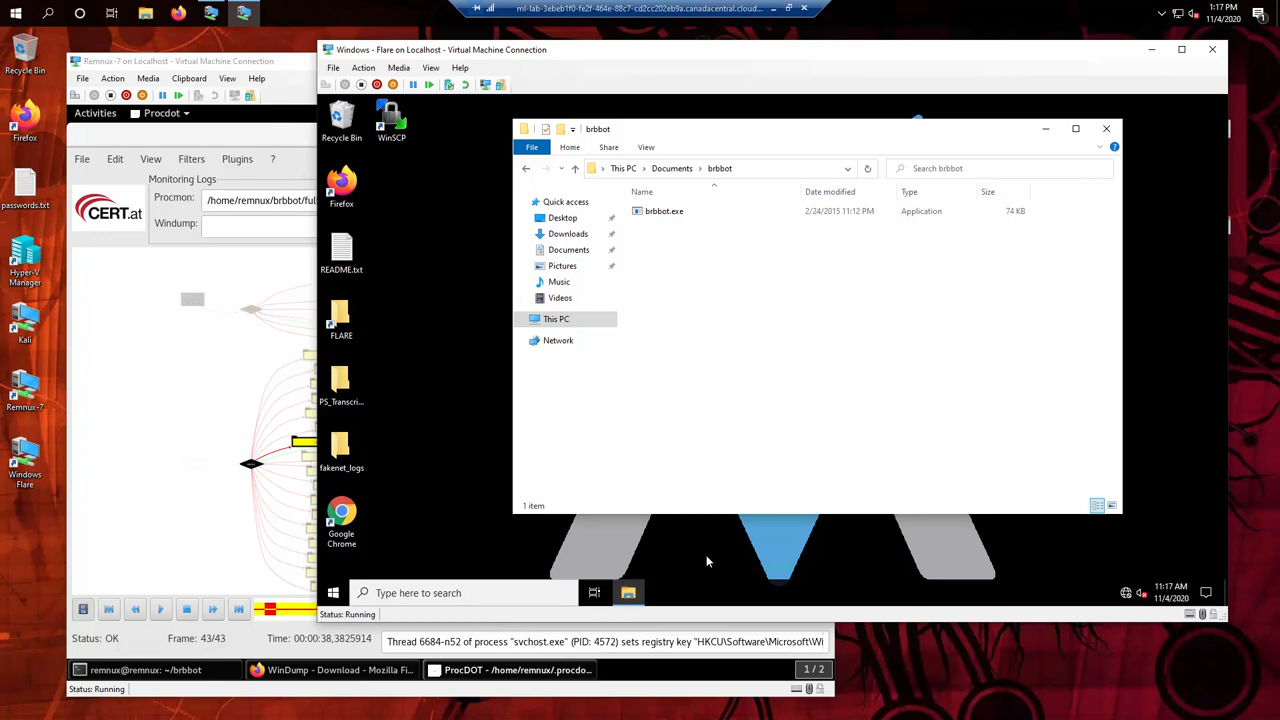 ml-lab-3ebeb1f0-fe2f-464e-88c7-cd2cc202eb9a.canadacentral.cloud...
1:17 PM
11/4/2020
Recycle Bin
Firefox
passwords.txt
Hyper-V
Manager
Kali
Remnux-7
Windows
Flare
Remnux-7 on Localhost - Virtual Machine Connection
File Action Media Clipboard View Help
Activities Procdot
File Edit View Filters Plugins ?
CERT.at
Monitoring Logs
Procmon: /home/remnux/brbbot/ful
Windump:
Status: OK Frame: 43/43 Time: 00:00:38,3825914 Thread 6684-n52 of process "svchost.exe" (PID: 4572) sets registry key "HKCU\Software\Microsoft\Wi
remnux@remnux: ~/brbbot WinDump - Download - Mozilla Fi... ProcDOT - /home/remnux/.procdo... 1 / 2
Status: Running
Windows - Flare on Localhost - Virtual Machine Connection
File Action Media View Help
Recycle Bin
WinSCP
Firefox
README.txt
FLARE
PS_Transcri...
fakenet_logs
Google
Chrome
brbbot
File Home Share View
This PC Documents brbbot Search brbbot
Name Date modified Type Size
brbbot.exe 2/24/2015 11:12 PM Application 74 KB
Quick access
Desktop
Downloads
Documents
Pictures
Music
Videos
This PC
Network
1 item
Type here to search
11:17 AM
11/4/2020
Status: Running